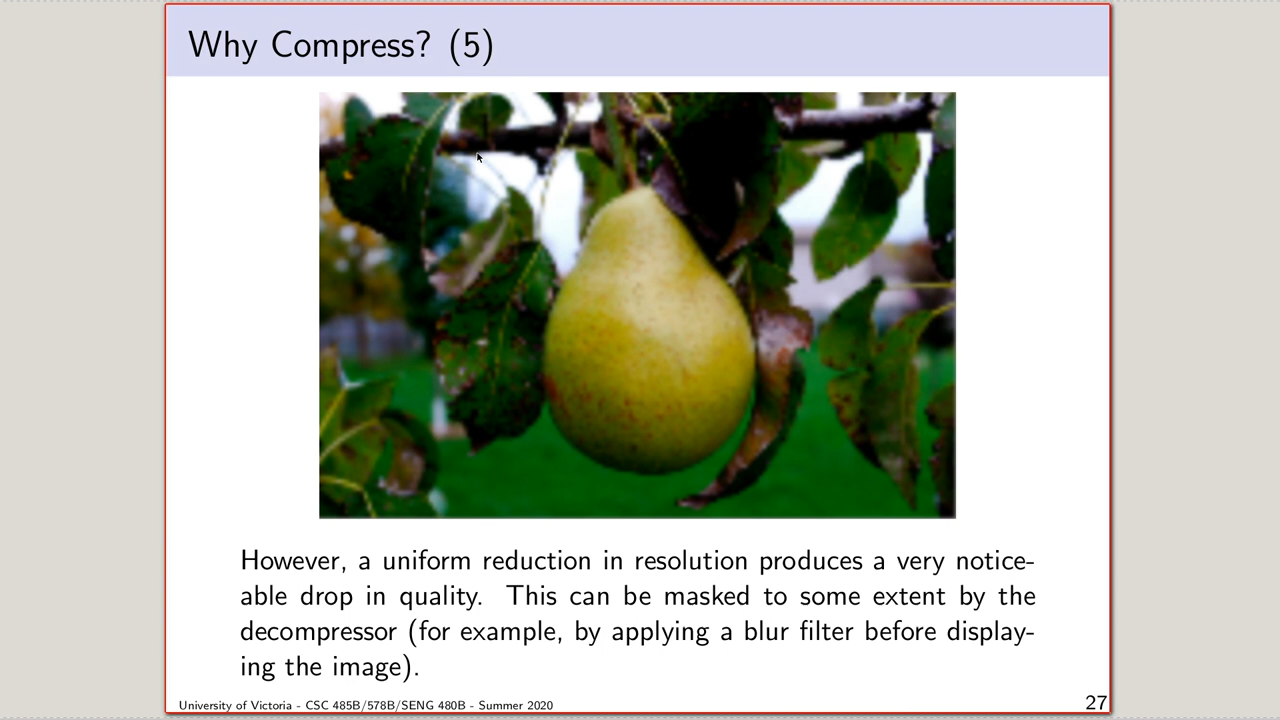 Why Compress? (5)
However, a uniform reduction in resolution produces a very notice-
able drop in quality. This can be masked to some extent by the
decompressor (for example, by applying a blur filter before display-
ing the image).
University of Victoria - CSC 485B/578B/SENG 480B - Summer 2020
27